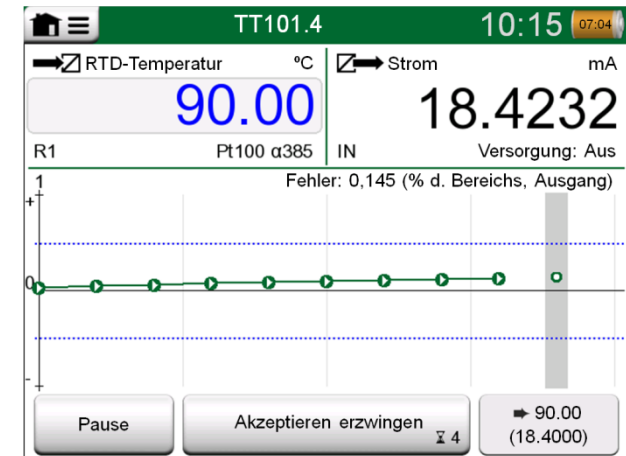 TT101.4 10:15 07:04
RTD-Temperatur °C Strom mA
90.00 18.4232
R1 Pt100 α385 IN Versorgung: Aus
1 Fehler: 0,145 (% d. Bereichs, Ausgang)
+
0
-
Pause
Akzeptieren erzwingen 4
90.00
(18.4000)